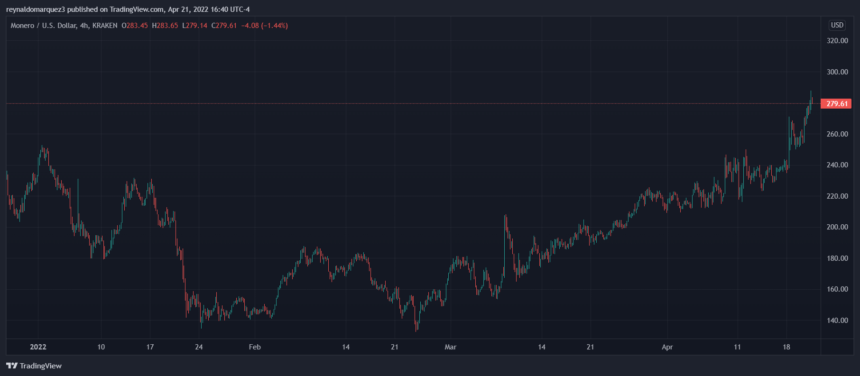 reynaldomarquez3 published on TradingView.com, Apr 21, 2022 16:40 UTC-4
Monero / U.S. Dollar, 4h, KRAKEN O283.45 H283.65 L279.14 C279.61 −4.08 (−1.44%)
USD
320.00
300.00
279.61
260.00
240.00
220.00
200.00
180.00
160.00
140.00
2022 10 17 24 Feb 14 21 Mar 14 21 Apr 11 18
TradingView